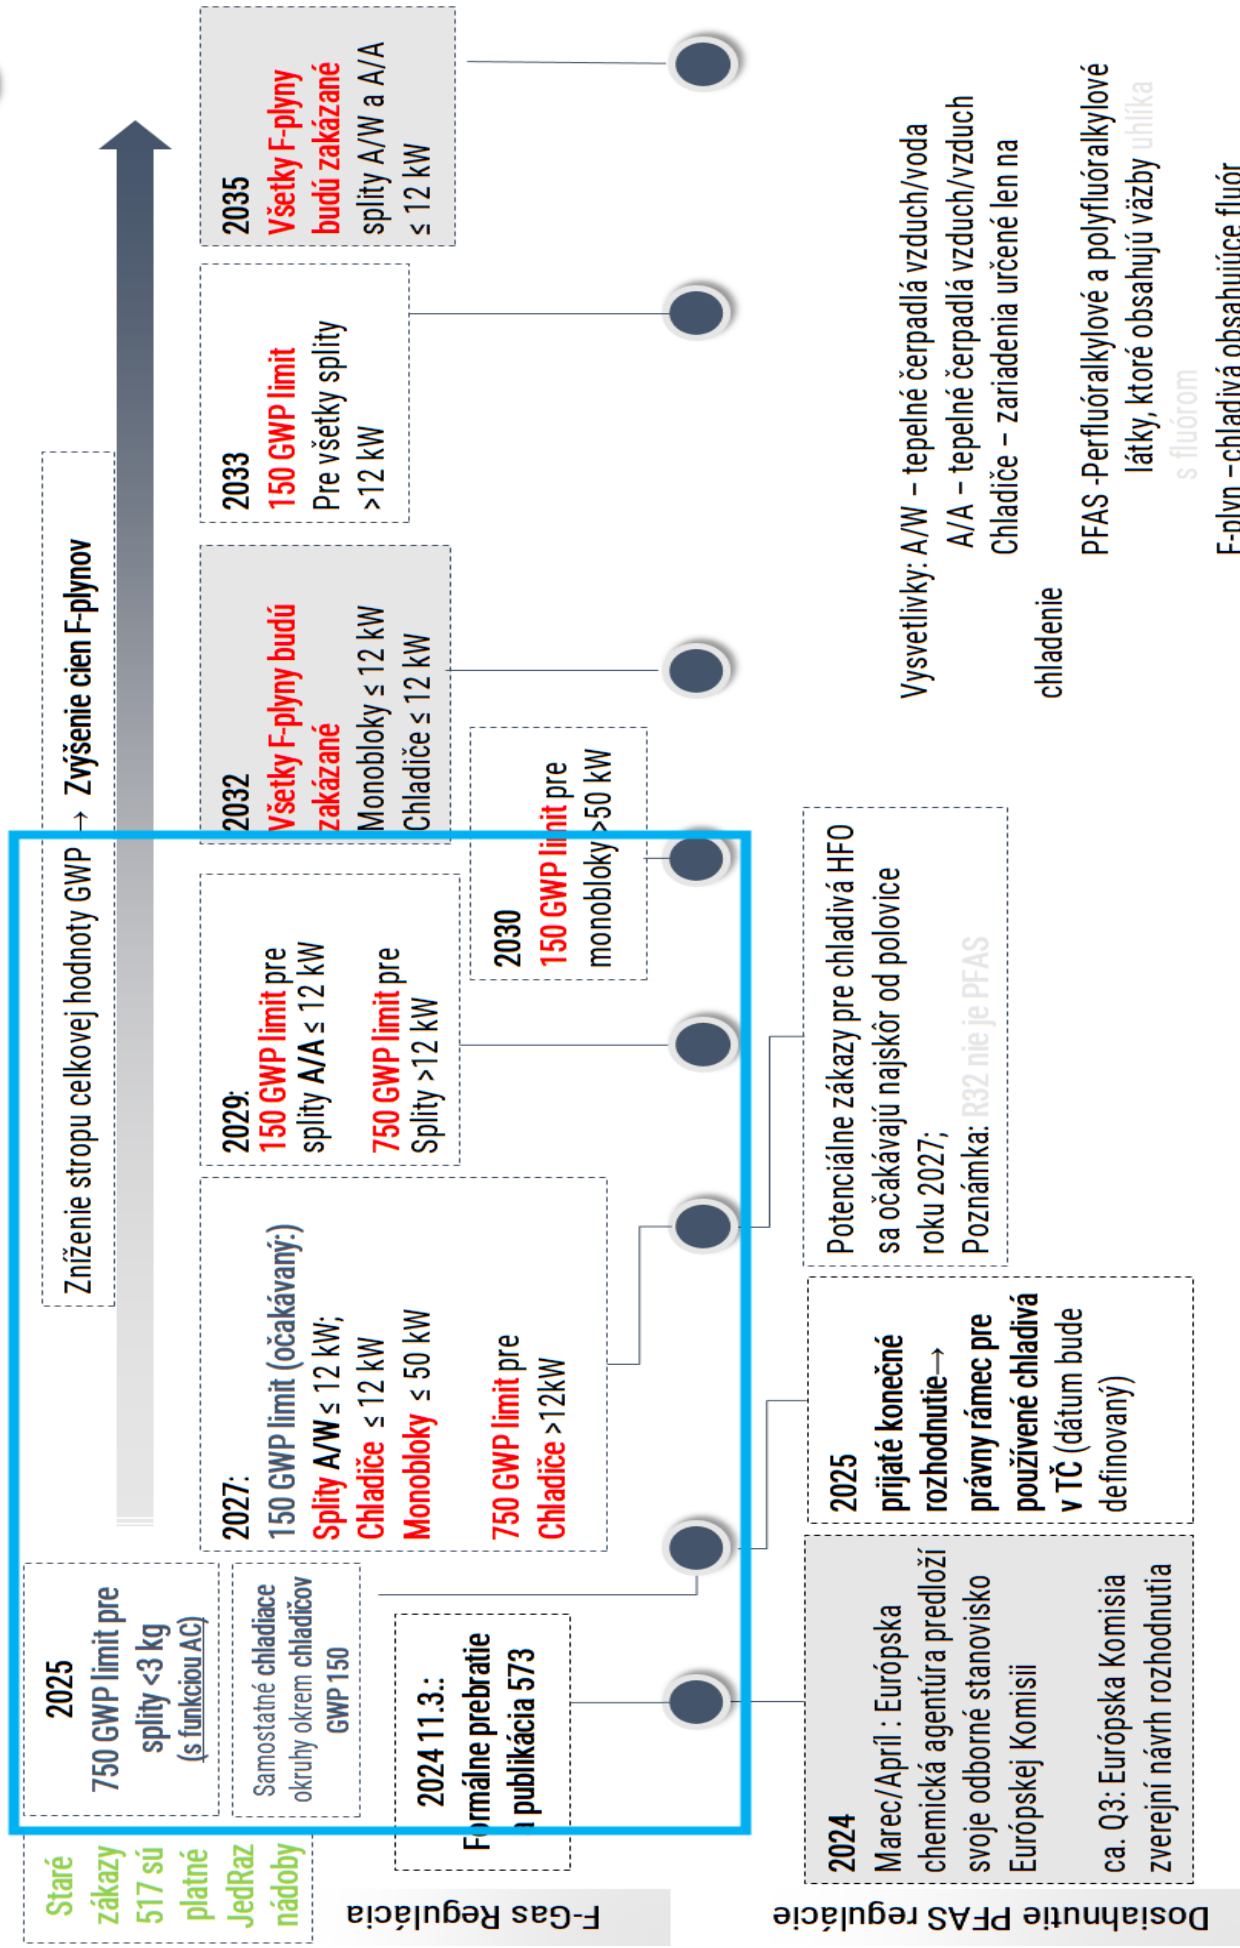 Zníženie stropu celkovej hodnoty GWP → Zvýšenie cien F-plynov
Staré
zákazy
517 sú
platné
JedRaz
nádoby
2025
750 GWP limit pre
splity <3 kg
(s funkciou AC)
Samostatné chladiace
okruhy okrem chladičov
GWP 150
2024 11.3.:
Formálne prebratie
a publikácia 573
2027:
150 GWP limit (očakávaný:)
Splity A/W ≤ 12 kW;
Chladiče ≤ 12 kW
Monobloky ≤ 50 kW
750 GWP limit pre
Chladiče >12kW
2029:
150 GWP limit pre
splity A/A ≤ 12 kW
750 GWP limit pre
Splity >12 kW
2030
150 GWP limit pre
monobloky >50 kW
2032
Všetky F-plyny budú
zakázané
Monobloky ≤ 12 kW
Chladiče ≤ 12 kW
2033
150 GWP limit
Pre všetky splity
>12 kW
2035
Všetky F-plyny
budú zakázané
splity A/W a A/A
≤ 12 kW
F-Gas Regulácia
Dosiahnutie PFAS regulácie
2024
Marec/Apríl : Európska
chemická agentúra predloží
svoje odborné stanovisko
Európskej Komisii
ca. Q3: Európska Komisia
zverejní návrh rozhodnutia
2025
prijaté konečné
rozhodnutie→
právny rámec pre
používené chladivá
v TČ (dátum bude
definovaný)
Potenciálne zákazy pre chladivá HFO
sa očakávajú najskôr od polovice
roku 2027;
Poznámka: R32 nie je PFAS
Vysvetlivky: A/W – tepelné čerpadlá vzduch/voda
A/A – tepelné čerpadlá vzduch/vzduch
Chladiče – zariadenia určené len na
chladenie
PFAS -Perfluóralkylové a polyfluóralkylové
látky, ktoré obsahujú väzby uhlíka
s fluórom
F-plyn –chladivá obsahujúce fluór